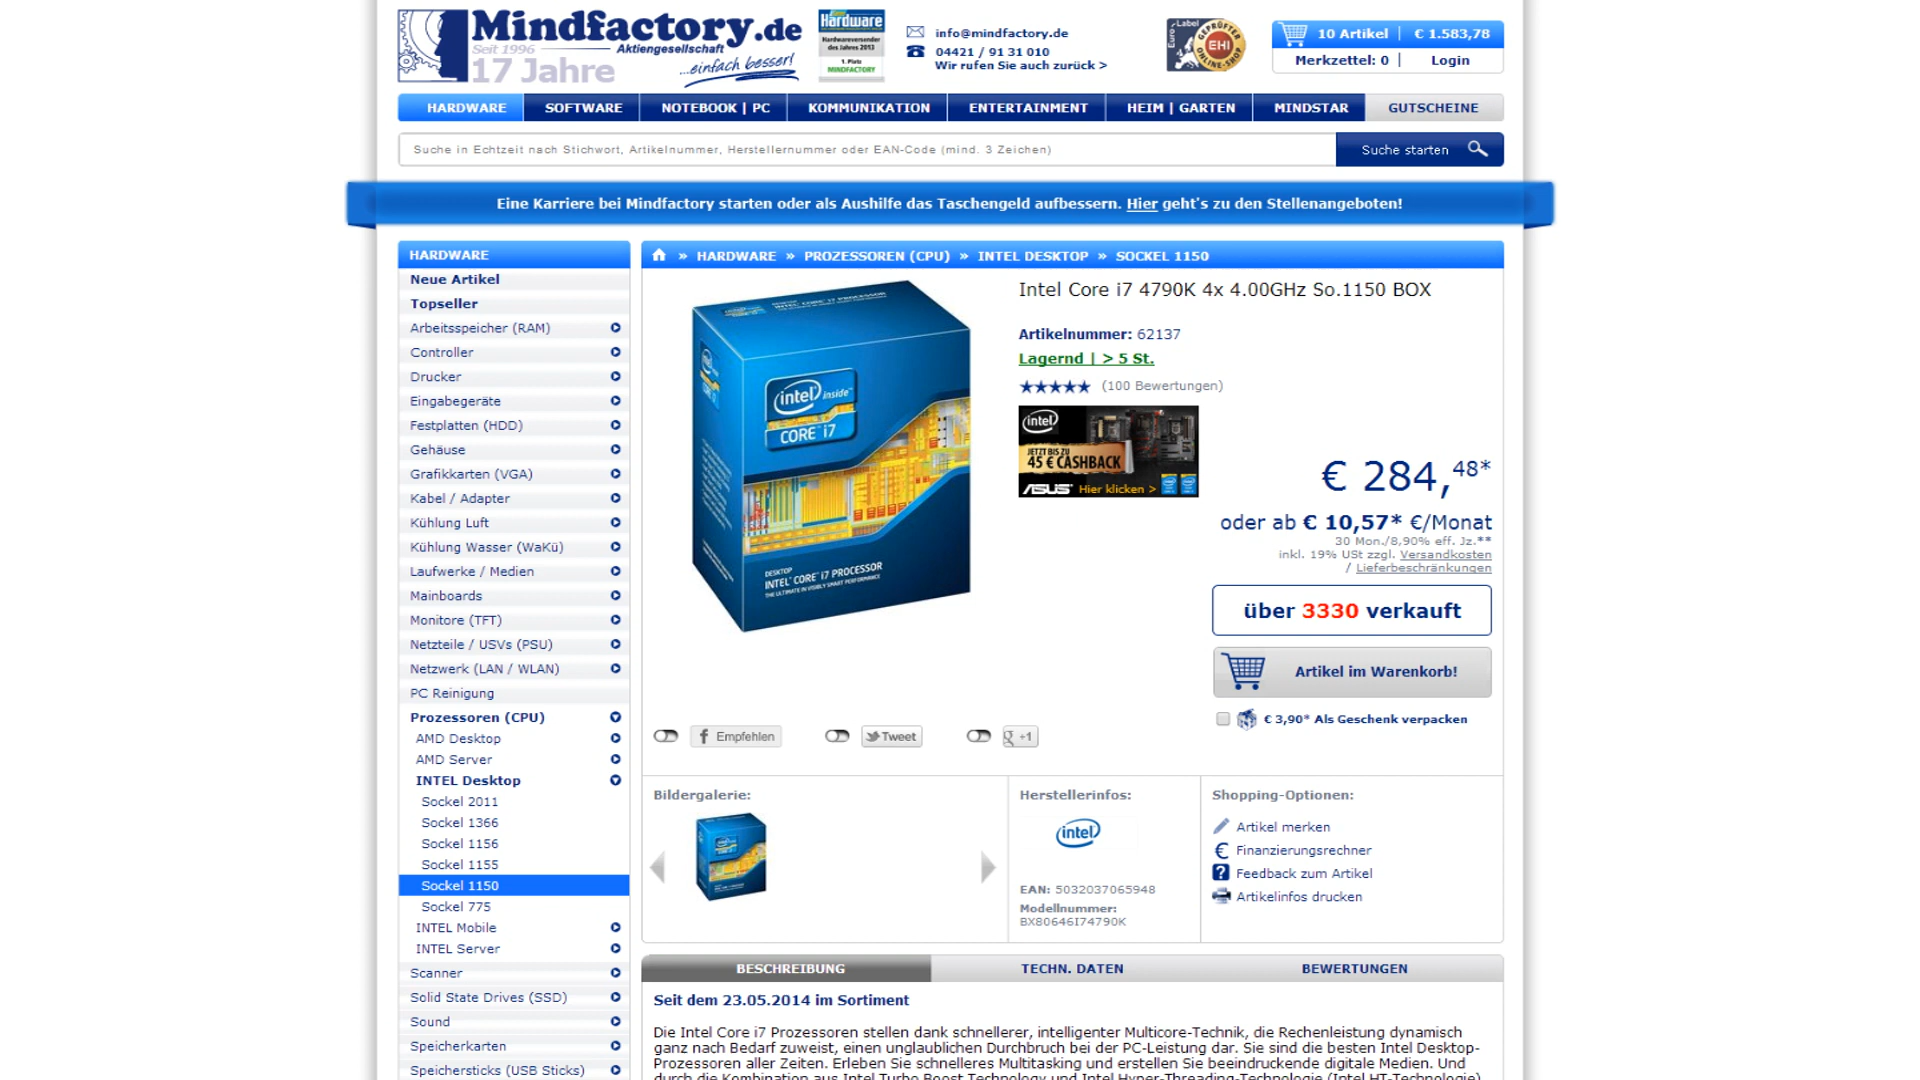 Mindfactory.de
Seit 1996
Aktiengesellschaft
17 Jahre
...einfach besser!
Hardware
Hardwareversender
des Jahres 2013
1. Platz
MINDFACTORY
info@mindfactory.de
04421 / 91 31 010
Wir rufen Sie auch zurück >
Euro-Label
GEPRÜFTER
EHI
ONLINE-SHOP
10 Artikel | € 1.583,78
Merkzettel: 0 | Login
HARDWARE
SOFTWARE
NOTEBOOK | PC
KOMMUNIKATION
ENTERTAINMENT
HEIM | GARTEN
MINDSTAR
GUTSCHEINE
Suche in Echtzeit nach Stichwort, Artikelnummer, Herstellernummer oder EAN-Code (mind. 3 Zeichen)
Suche starten
Eine Karriere bei Mindfactory starten oder als Aushilfe das Taschengeld aufbessern. Hier geht's zu den Stellenangeboten!
HARDWARE
Neue Artikel
Topseller
Arbeitsspeicher (RAM)
Controller
Drucker
Eingabegeräte
Festplatten (HDD)
Gehäuse
Grafikkarten (VGA)
Kabel / Adapter
Kühlung Luft
Kühlung Wasser (WaKü)
Laufwerke / Medien
Mainboards
Monitore (TFT)
Netzteile / USVs (PSU)
Netzwerk (LAN / WLAN)
PC Reinigung
Prozessoren (CPU)
AMD Desktop
AMD Server
INTEL Desktop
Sockel 2011
Sockel 1366
Sockel 1156
Sockel 1155
Sockel 1150
Sockel 775
INTEL Mobile
INTEL Server
Scanner
Solid State Drives (SSD)
Sound
Speicherkarten
Speichersticks (USB Sticks)
» HARDWARE » PROZESSOREN (CPU) » INTEL DESKTOP » SOCKEL 1150
intel inside
CORE i7
DESKTOP
INTEL CORE i7 PROCESSOR
THE ULTIMATE IN VISIBLY SMART PERFORMANCE
Intel Core i7 4790K 4x 4.00GHz So.1150 BOX
Artikelnummer: 62137
Lagernd | > 5 St.
(100 Bewertungen)
intel
JETZT BIS ZU
45 € CASHBACK
ASUS Hier klicken >
€ 284,48*
oder ab € 10,57* €/Monat
30 Mon./8,90% eff. Jz.**
inkl. 19% USt zzgl. Versandkosten
/ Lieferbeschränkungen
über 3330 verkauft
Artikel im Warenkorb!
€ 3,90* Als Geschenk verpacken
Empfehlen
Tweet
+1
Bildergalerie:
Herstellerinfos:
intel
EAN: 5032037065948
Modellnummer:
BX80646I74790K
Shopping-Optionen:
Artikel merken
Finanzierungsrechner
Feedback zum Artikel
Artikelinfos drucken
BESCHREIBUNG
TECHN. DATEN
BEWERTUNGEN
Seit dem 23.05.2014 im Sortiment
Die Intel Core i7 Prozessoren stellen dank schnellerer, intelligenter Multicore-Technik, die Rechenleistung dynamisch
ganz nach Bedarf zuweist, einen unglaublichen Durchbruch bei der PC-Leistung dar. Sie sind die besten Intel Desktop-
Prozessoren aller Zeiten. Erleben Sie schnelleres Multitasking und erstellen Sie beeindruckende digitale Medien. Und
durch die Kombination aus Intel Turbo Boost Technology und Intel Hyper-Threading-Technologie (Intel HT-Technologie)